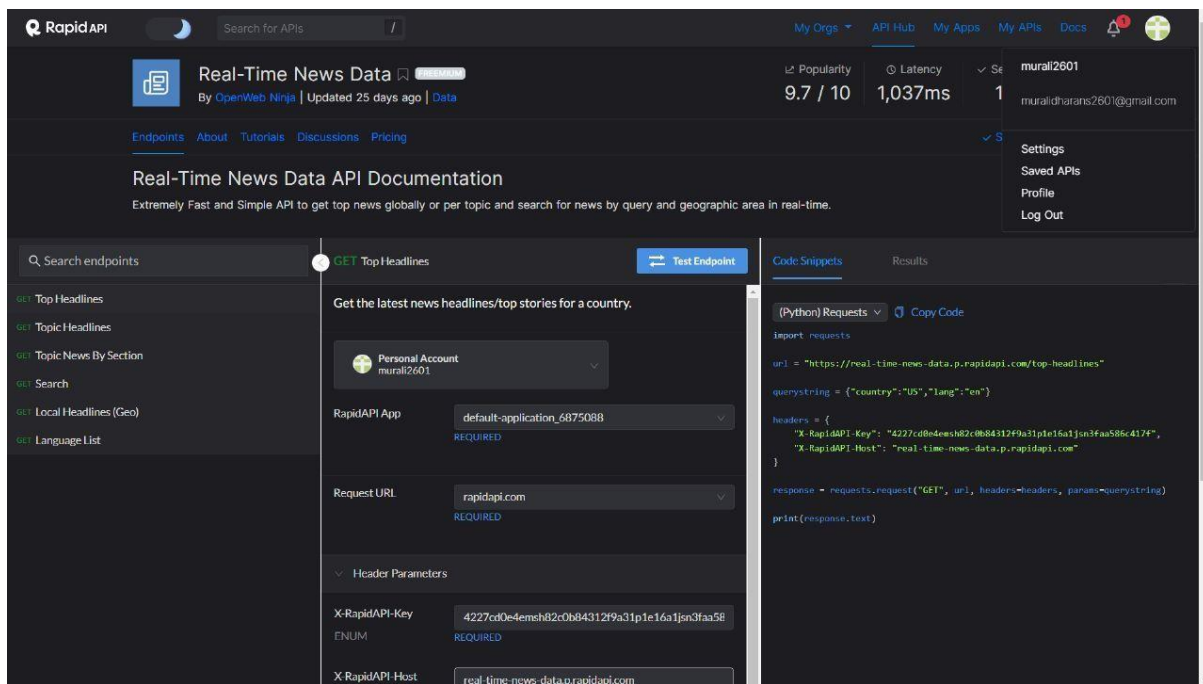 Rapid API
Search for APIs
/
My Orgs
API Hub
My Apps
My APIs
Docs
1
Real-Time News Data
FREEMIUM
By OpenWeb Ninja | Updated 25 days ago | Data
Popularity
9.7 / 10
Latency
1,037ms
Se
1
murali2601
muralidharans2601@gmail.com
Settings
Saved APIs
Profile
Log Out
Endpoints About Tutorials Discussions Pricing
S
Real-Time News Data API Documentation
Extremely Fast and Simple API to get top news globally or per topic and search for news by query and geographic area in real-time.
Search endpoints
GET Top Headlines
GET Topic Headlines
GET Topic News By Section
GET Search
GET Local Headlines (Geo)
GET Language List
GET Top Headlines
Test Endpoint
Get the latest news headlines/top stories for a country.
Personal Account
murali2601
RapidAPI App
default-application_6875088
REQUIRED
Request URL
rapidapi.com
REQUIRED
Header Parameters
X-RapidAPI-Key
4227cd0e4emsh82c0b84312f9a31p1e16a1jsn3faa58
ENUM
REQUIRED
X-RapidAPI-Host
real-time-news-data.p.rapidapi.com
Code Snippets
Results
(Python) Requests
Copy Code
import requests
url = "https://real-time-news-data.p.rapidapi.com/top-headlines"
querystring = {"country":"US","lang":"en"}
headers = {
"X-RapidAPI-Key": "4227cd0e4emsh82c0b84312f9a31p1e16a1jsn3faa586c417f",
"X-RapidAPI-Host": "real-time-news-data.p.rapidapi.com"
}
response = requests.request("GET", url, headers=headers, params=querystring)
print(response.text)